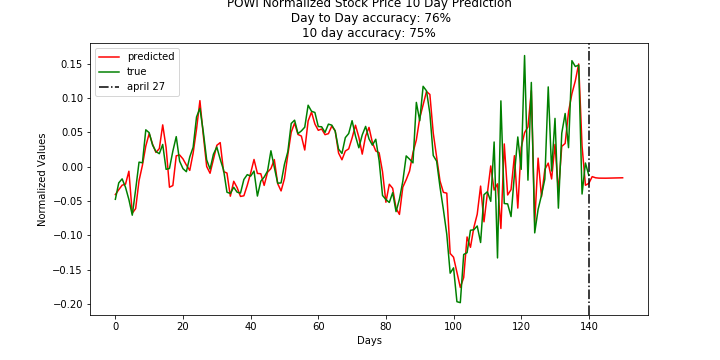 POWI Normalized Stock Price 10 Day Prediction
Day to Day accuracy: 76%
10 day accuracy: 75%
predicted
true
april 27
Normalized Values
0.15
0.10
0.05
0.00
−0.05
−0.10
−0.15
−0.20
0 20 40 60 80 100 120 140
Days